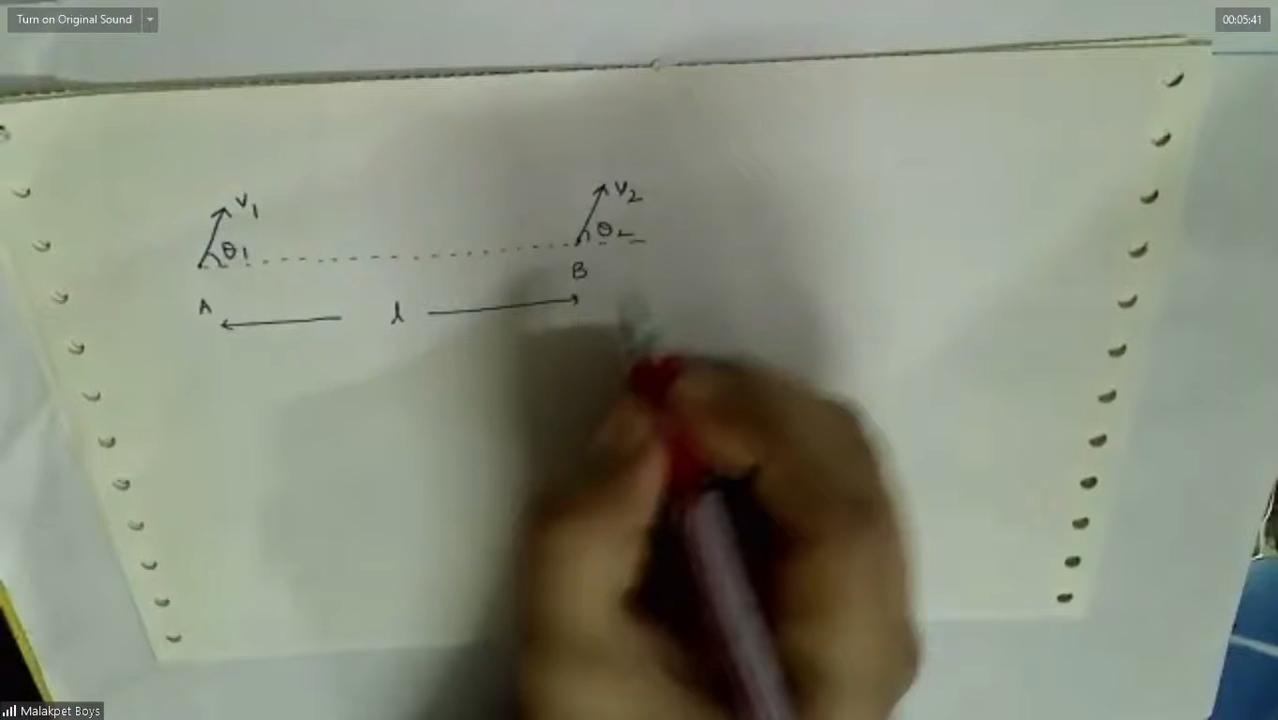 Turn on Original Sound
00:05:41
V1 V2
θ1 θ2
B
A l
Malakpet Boys